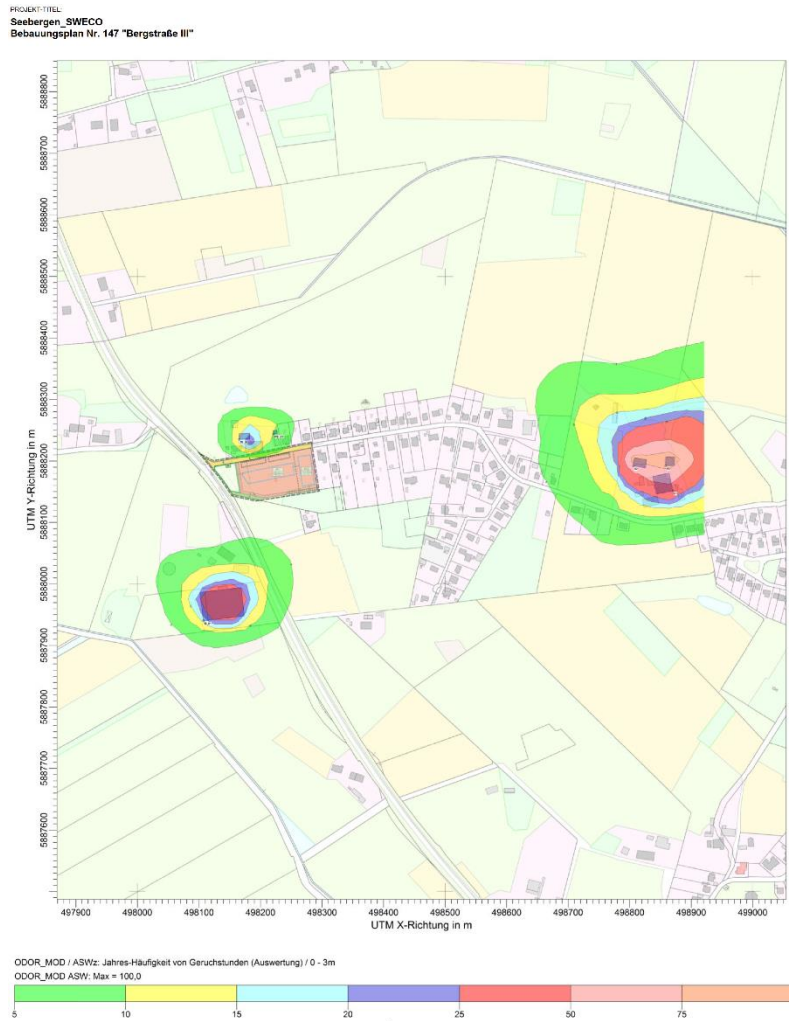 PROJEKT-TITEL:
Seebergen_SWECO
Bebauungsplan Nr. 147 "Bergstraße III"
UTM Y-Richtung in m
5888800
5888700
5888600
5888500
5888400
5888300
5888200
5888100
5888000
5887900
5887800
5887700
5887600
497900 498000 498100 498200 498300 498400 498500 498600 498700 498800 498900 499000
UTM X-Richtung in m
ODOR_MOD / ASWz: Jahres-Häufigkeit von Geruchstunden (Auswertung) / 0 - 3m
ODOR_MOD ASW: Max = 100,0
5 10 15 20 25 50 75